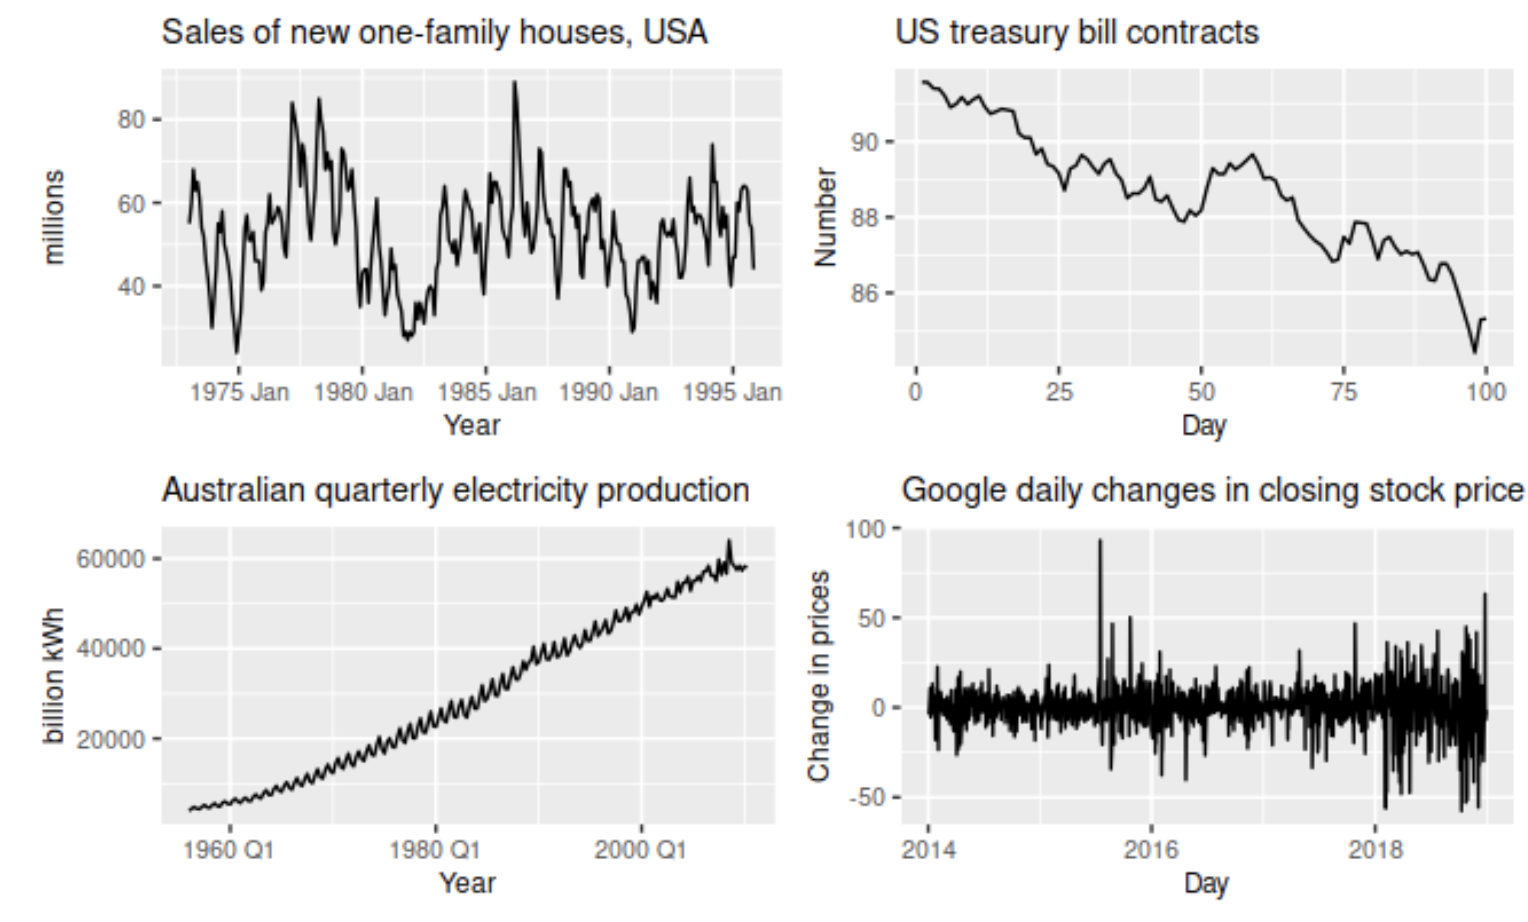 Sales of new one-family houses, USA
millions
80
60
40
1975 Jan 1980 Jan 1985 Jan 1990 Jan 1995 Jan
Year
US treasury bill contracts
Number
90
88
86
0 25 50 75 100
Day
Australian quarterly electricity production
billion kWh
60000
40000
20000
1960 Q1 1980 Q1 2000 Q1
Year
Google daily changes in closing stock price
Change in prices
100
50
0
-50
2014 2016 2018
Day